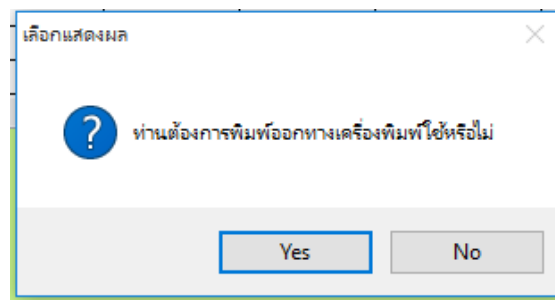 เลือกแสดงผล
ท่านต้องการพิมพ์ออกทางเครื่องพิมพ์ใช้หรือไม่
Yes
No